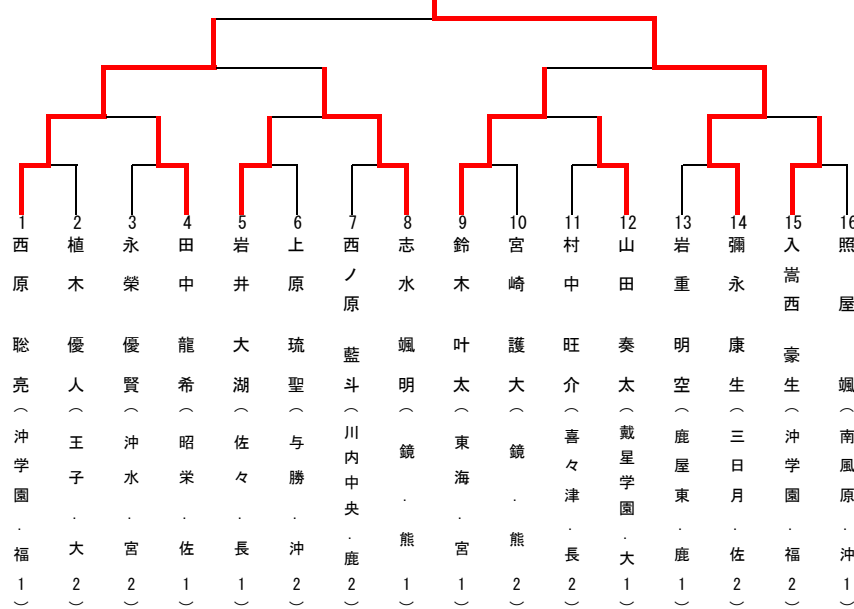 1 西原 聡亮（沖学園．福1）
2 植木 優人（王子．大2）
3 永榮 優賢（沖水．宮2）
4 田中 龍希（昭栄．佐1）
5 岩井 大湖（佐々．長1）
6 上原 琉聖（与勝．沖2）
7 西ノ原 藍斗（川内中央．鹿2）
8 志水 颯明（鏡．熊1）
9 鈴木 叶太（東海．宮1）
10 宮崎 護大（鏡．熊2）
11 村中 旺介（喜々津．長2）
12 山田 奏太（戴星学園．大1）
13 岩重 明空（鹿屋東．鹿1）
14 彌永 康生（三日月．佐2）
15 入嵩西 豪生（沖学園．福2）
16 照屋 颯（南風原．沖1）